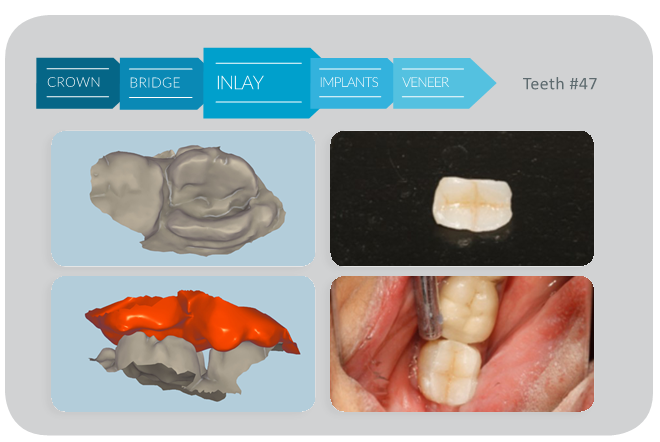 CROWN
BRIDGE
INLAY
IMPLANTS
VENEER
Teeth #47